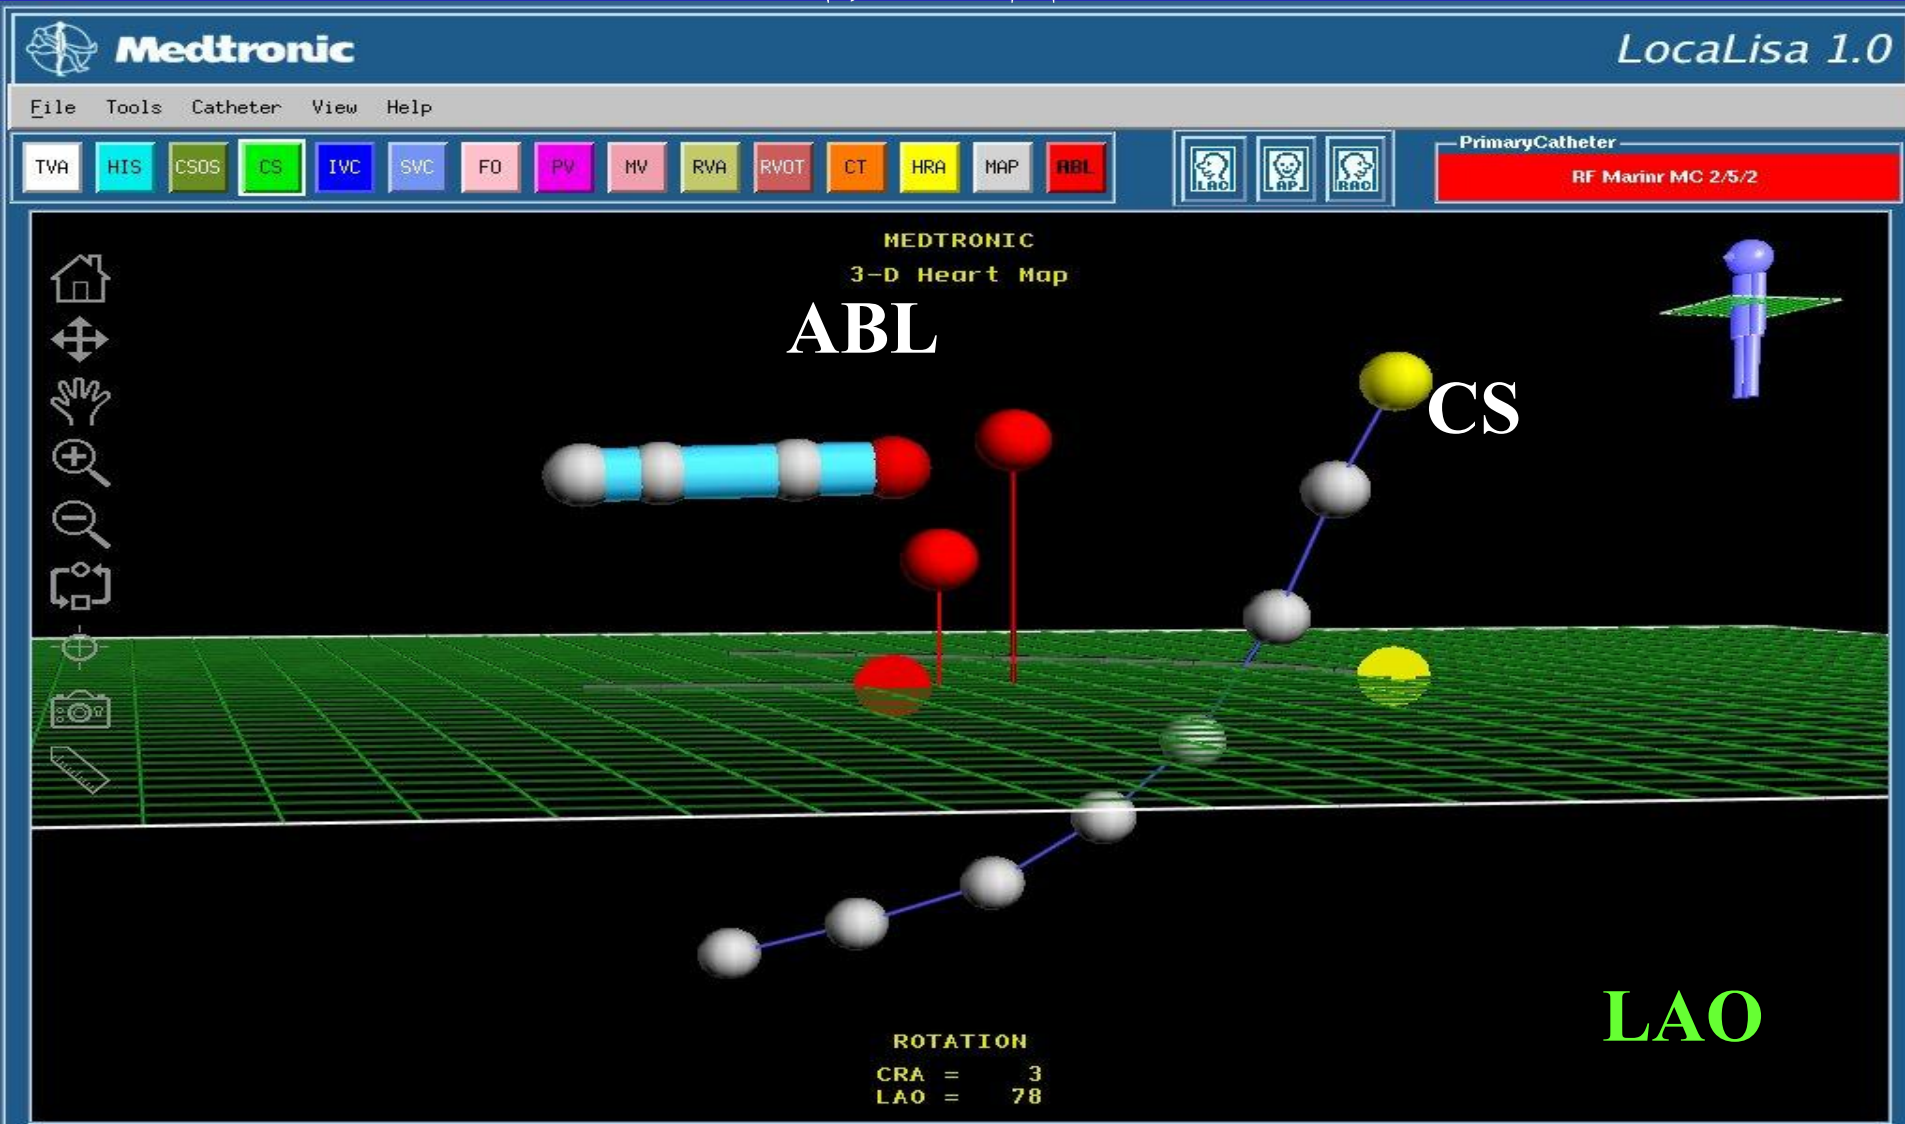 Medtronic
LocaLisa 1.0
File Tools Catheter View Help
TVA HIS CSOS CS IVC SVC FO PV MV RVA RVOT CT HRA MAP ABL
LAO AP RAO
PrimaryCatheter
RF Marinr MC 2/5/2
MEDTRONIC
3-D Heart Map
ABL
CS
LAO
ROTATION
CRA = 3
LAO = 78